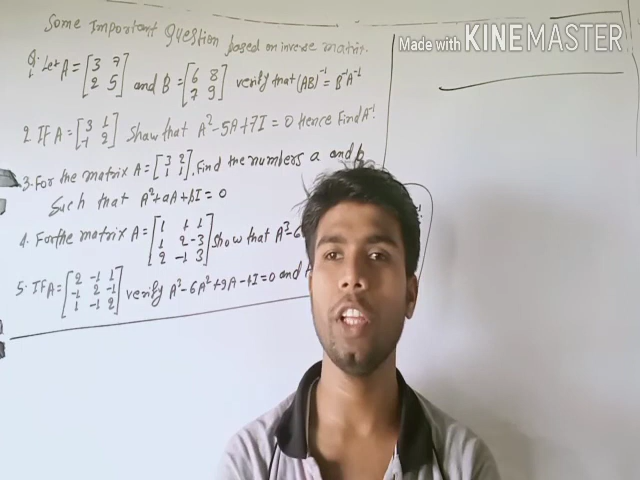 Some Important Question based on inverse matrix.
Made with KINEMASTER
Q.1. Let A = [3 7; 2 5] and B = [6 8; 7 9] verify that (AB)⁻¹ = B⁻¹A⁻¹
2. If A = [3 1; -1 2] Show that A² - 5A + 7I = 0 Hence Find A⁻¹
3. For the matrix A = [3 2; 1 1], Find the numbers a and b
Such that A² + aA + bI = 0
4. For the matrix A = [1 1 1; 1 2 -3; 2 -1 3] Show that A³ - 6
5. If A = [2 -1 1; -1 2 -1; 1 -1 2] verify A³ - 6A² + 9A - 4I = 0 and